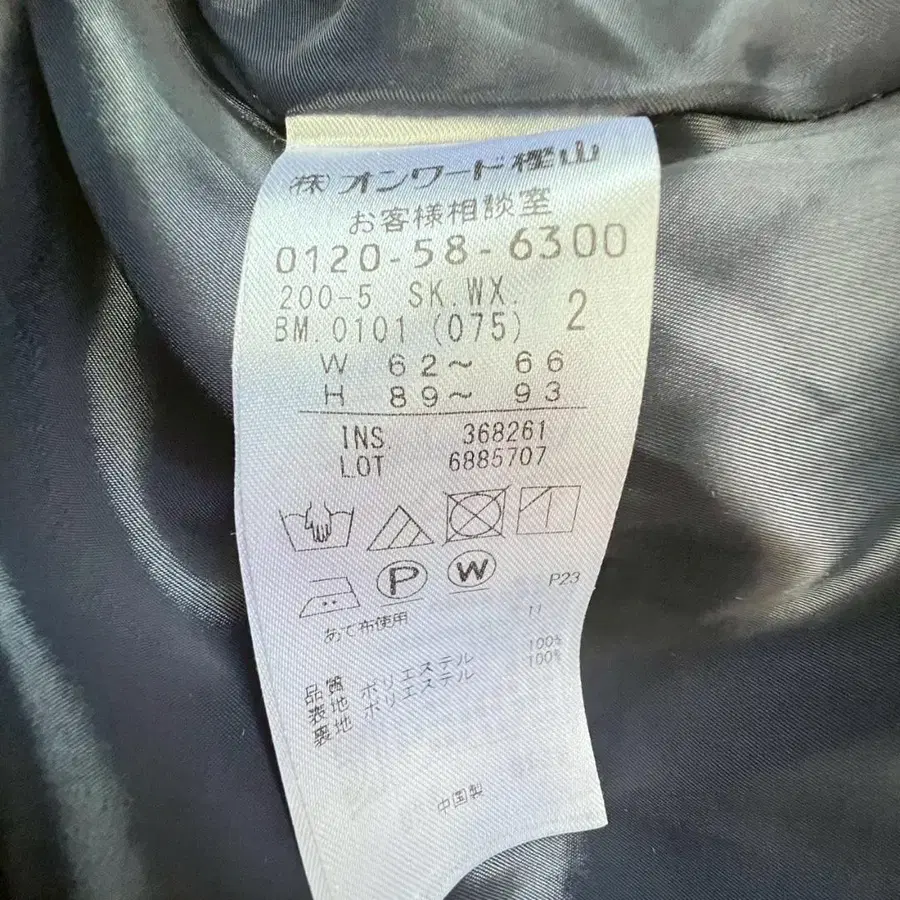 ㈱オンワード樫山
お客様相談室
0120-58-6300
200-5 SK.WX.
BM.0101 (075) 2
W 62~ 66
H 89~ 93
INS 368261
LOT 6885707
P
W
P23
あて布使用
11
品質
表地 ポリエステル 100%
裏地 ポリエステル 100%
中国製